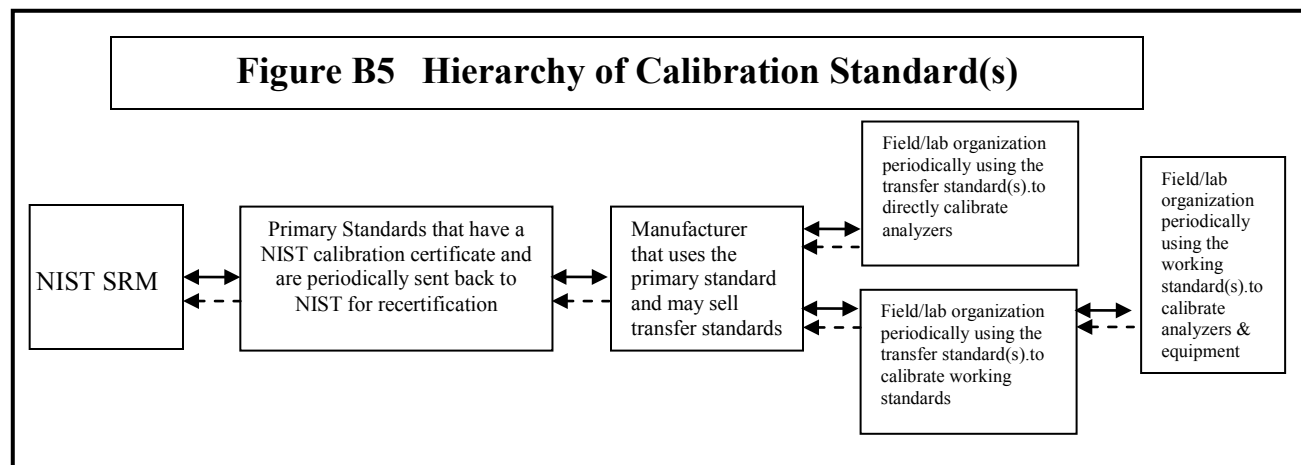 Figure B5 Hierarchy of Calibration Standard(s)
NIST SRM
Primary Standards that have a
NIST calibration certificate and
are periodically sent back to
NIST for recertification
Manufacturer
that uses the
primary standard
and may sell
transfer standards
Field/lab organization
periodically using the
transfer standard(s).to
directly calibrate
analyzers
Field/lab organization
periodically using the
transfer standard(s).to
calibrate working
standards
Field/lab
organization
periodically
using the
working
standard(s).to
calibrate
analyzers &
equipment